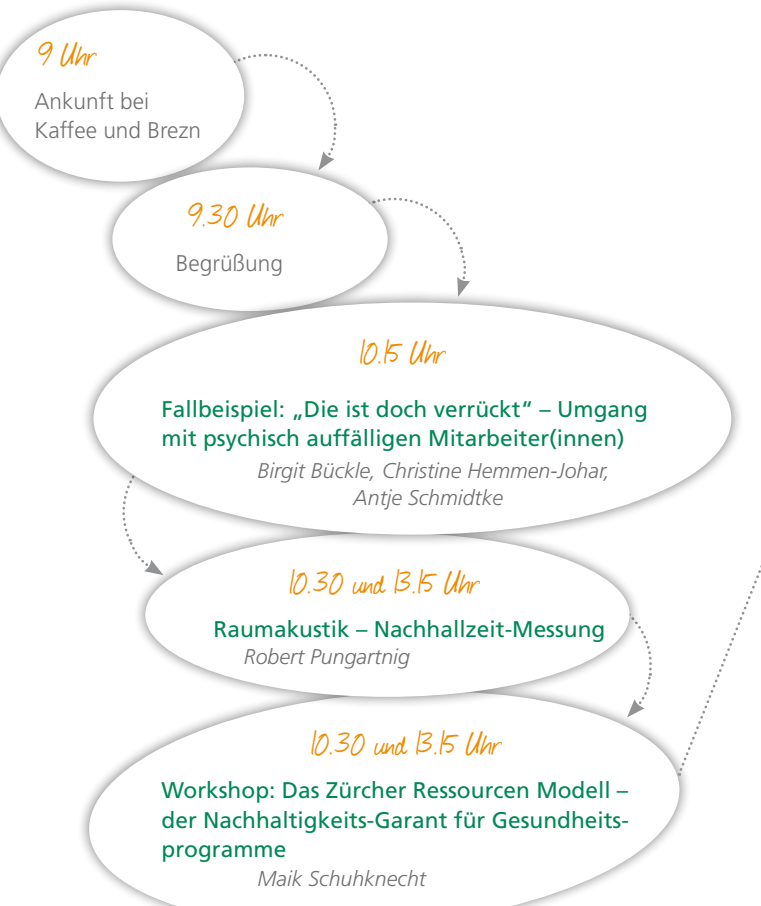 9 Uhr
Ankunft bei
Kaffee und Brezn
9.30 Uhr
Begrüßung
10.15 Uhr
Fallbeispiel: „Die ist doch verrückt“ – Umgang
mit psychisch auffälligen Mitarbeiter(innen)
Birgit Bückle, Christine Hemmen-Johar,
Antje Schmidtke
10.30 und 13.15 Uhr
Raumakustik – Nachhallzeit-Messung
Robert Pungartnig
10.30 und 13.15 Uhr
Workshop: Das Zürcher Ressourcen Modell –
der Nachhaltigkeits-Garant für Gesundheits-
programme
Maik Schuhknecht